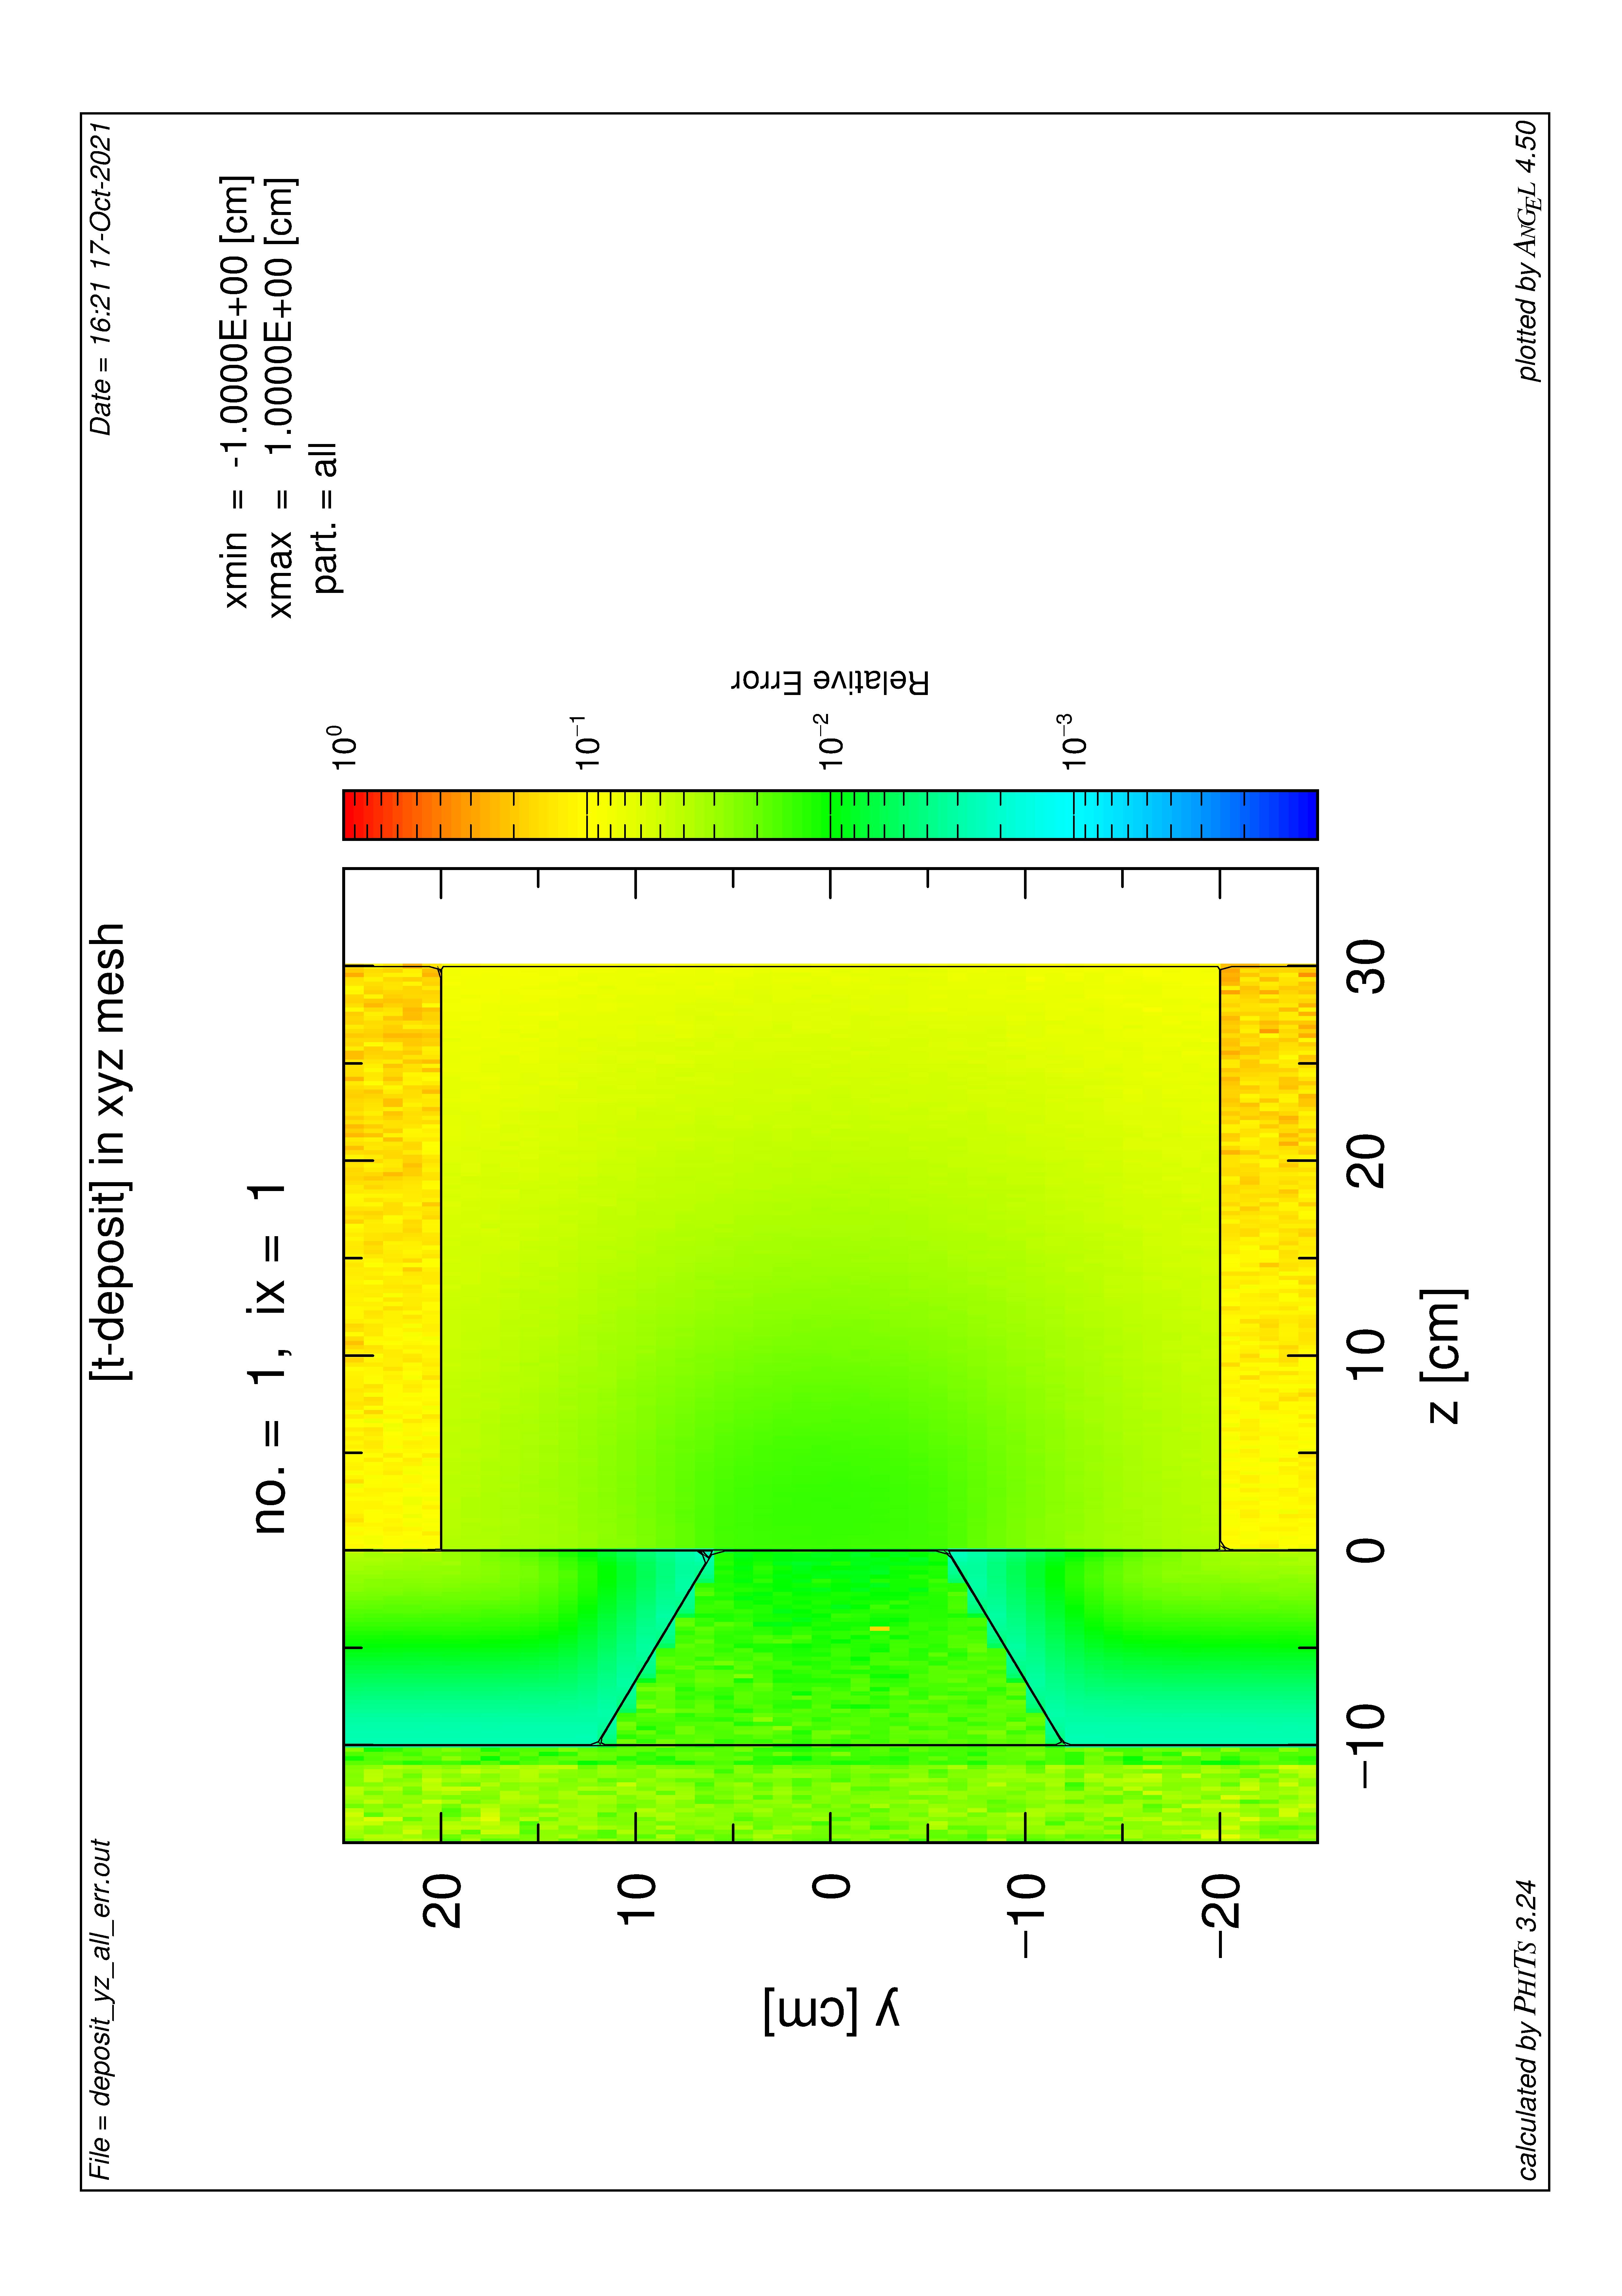 File = deposit_yz_all_err.out
[t-deposit] in xyz mesh
Date = 16:21 17-Oct-2021
no. = 1, ix = 1
xmin = -1.0000E+00 [cm]
xmax = 1.0000E+00 [cm]
part. = all
20
10
0
−10
−20
y [cm]
−10 0 10 20 30
z [cm]
10⁰
10⁻¹
10⁻²
10⁻³
Relative Error
calculated by PHITS 3.24
plotted by ANGEL 4.50